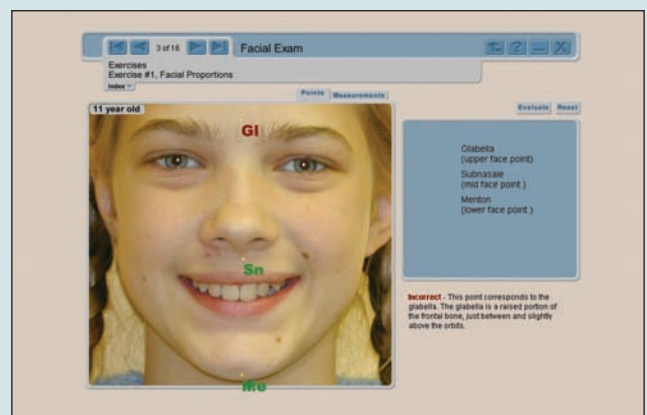 3 of 16
Facial Exam
Exercises
Exercise #1, Facial Proportions
Index
Points
Measurements
Evaluate
Reset
11 year old
Gl
Sn
Me
Glabella
(upper face point)
Subnasale
(mid face point )
Menton
(lower face point )
Incorrect - This point corresponds to the
glabella. The glabella is a raised portion of
the frontal bone, just between and slightly
above the orbits.